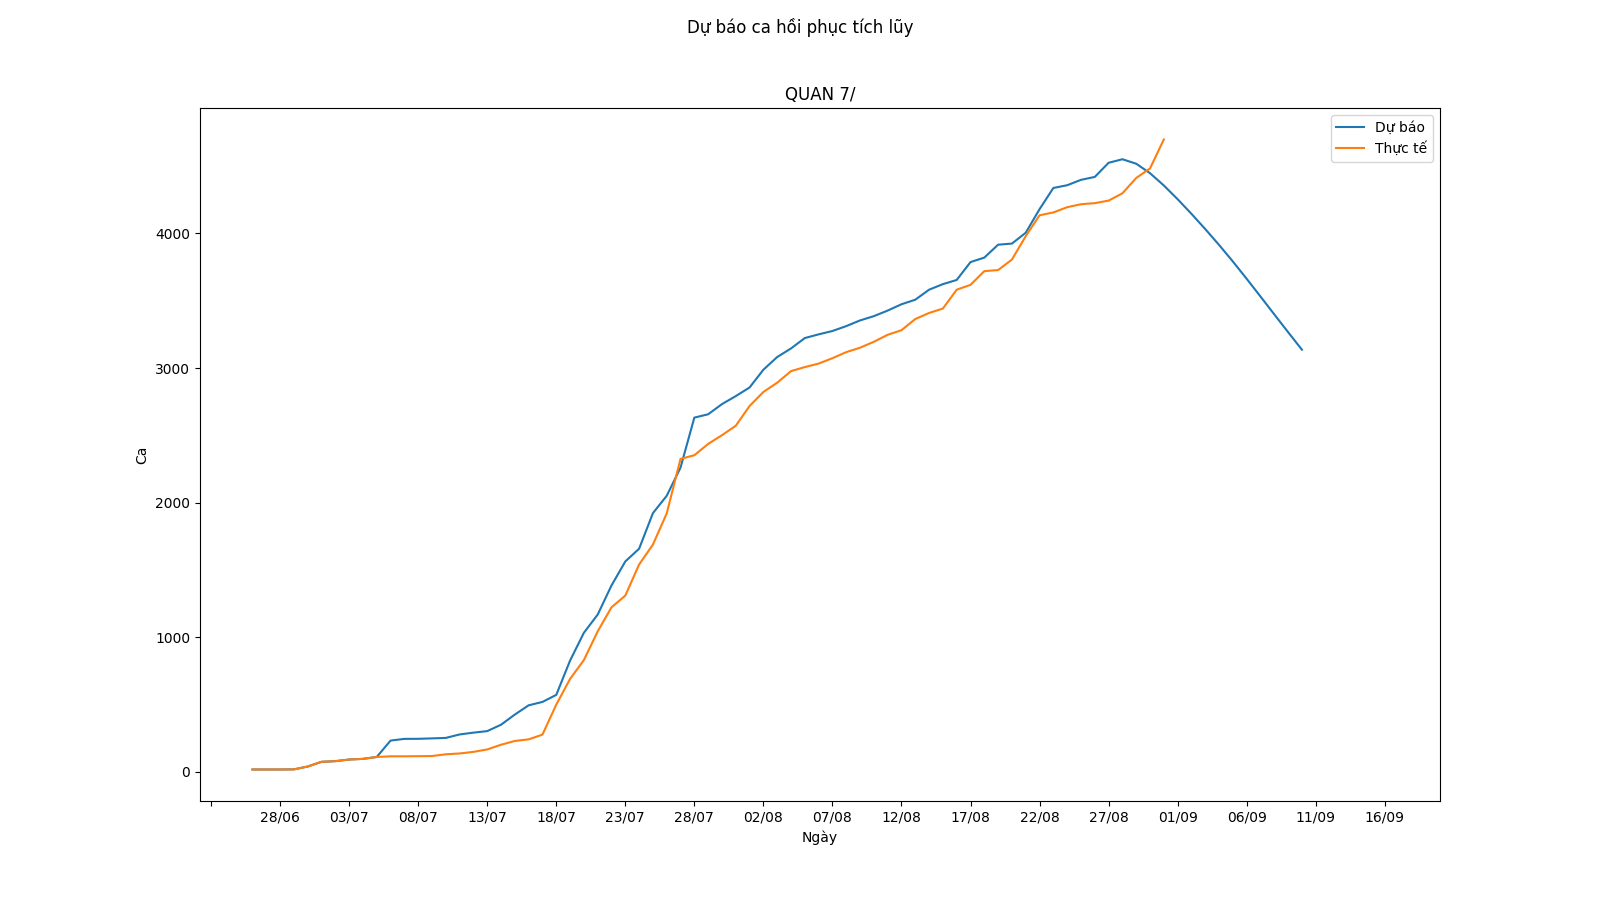 Dự báo ca hồi phục tích lũy
QUAN 7/
Dự báo
Thực tế
4000
3000
2000
1000
0
Ca
28/06 03/07 08/07 13/07 18/07 23/07 28/07 02/08 07/08 12/08 17/08 22/08 27/08 01/09 06/09 11/09 16/09
Ngày